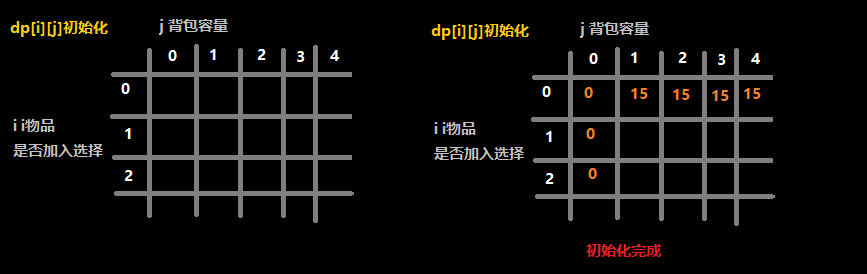 dp[i][j]初始化
j 背包容量
0 1 2 3 4
0
i i物品
1
是否加入选择
2
dp[i][j]初始化
j 背包容量
0 1 2 3 4
0 0 15 15 15 15
i i物品
1 0
是否加入选择
2 0
初始化完成